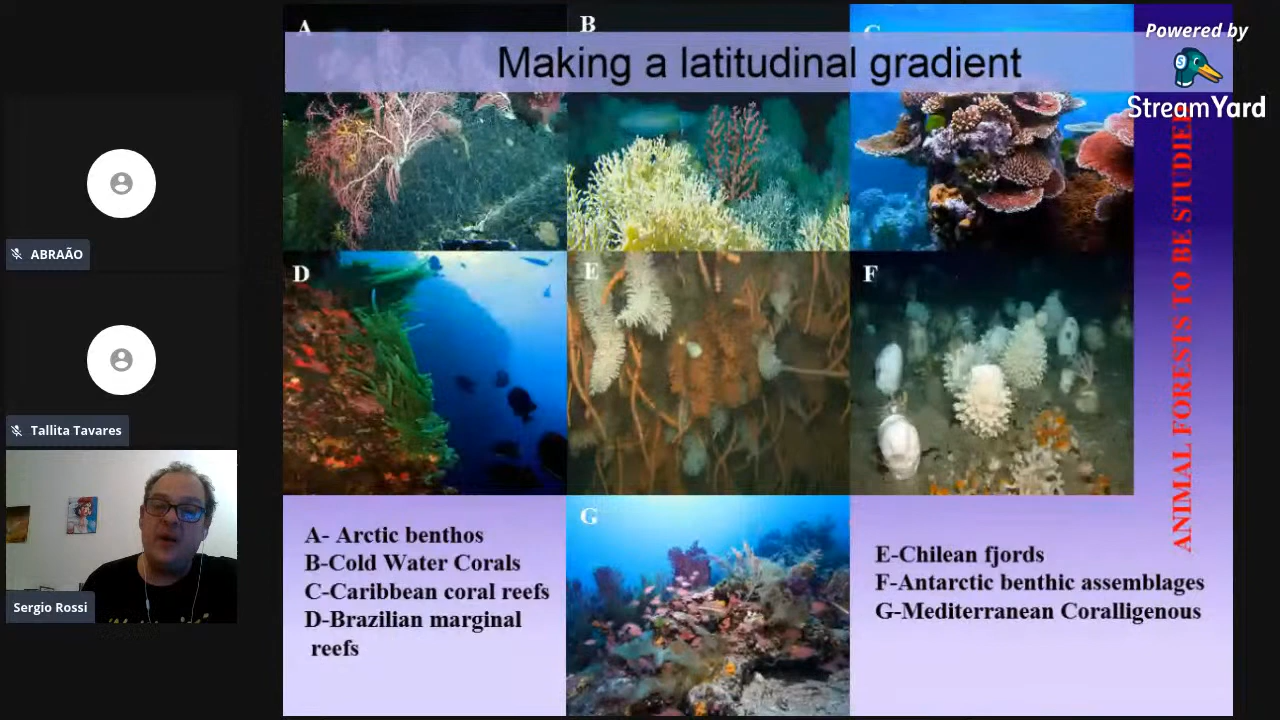 A
B
C
Making a latitudinal gradient
Powered by
S
StreamYard
ABRAÃO
Tallita Tavares
Sergio Rossi
D
E
F
G
ANIMAL FORESTS TO BE STUDIED
A- Arctic benthos
B-Cold Water Corals
C-Caribbean coral reefs
D-Brazilian marginal
reefs
E-Chilean fjords
F-Antarctic benthic assemblages
G-Mediterranean Coralligenous